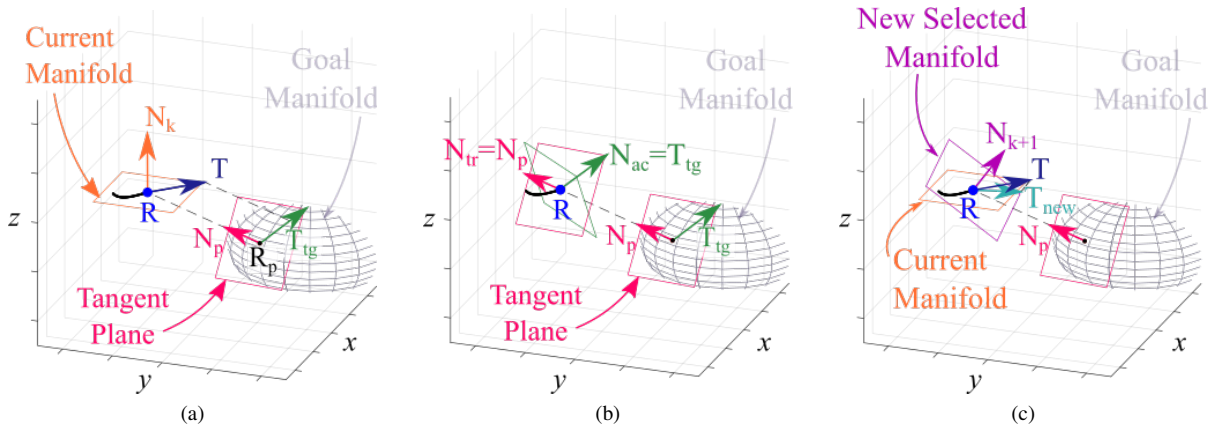 Current
Manifold
Goal
Manifold
N_k
T
R
N_p
R_p
T_tg
Tangent
Plane
z
y
x
(a)
Goal
Manifold
N_tr=N_p
N_ac=T_tg
R
N_p
T_tg
Tangent
Plane
z
y
x
(b)
New Selected
Manifold
Goal
Manifold
N_k+1
T
R
T_new
N_p
Current
Manifold
z
y
x
(c)